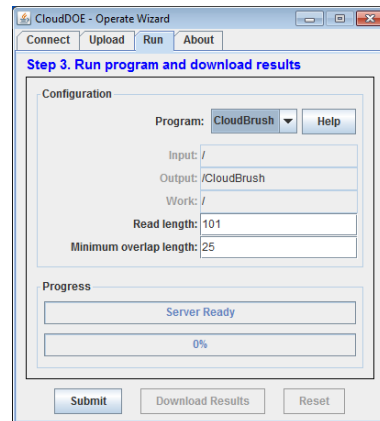 CloudDOE - Operate Wizard
Connect Upload Run About
Step 3. Run program and download results
Configuration
Program: CloudBrush Help
Input: /
Output: /CloudBrush
Work: /
Read length: 101
Minimum overlap length: 25
Progress
Server Ready
0%
Submit Download Results Reset